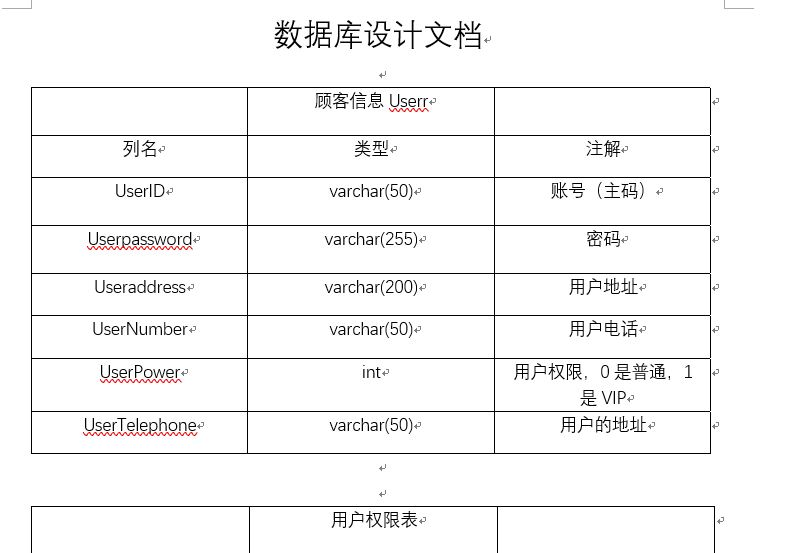 数据库设计文档
顾客信息 Userr
列名 类型 注解
UserID varchar(50) 账号（主码）
Userpassword varchar(255) 密码
Useraddress varchar(200) 用户地址
UserNumber varchar(50) 用户电话
UserPower int 用户权限，0 是普通，1
是 VIP
UserTelephone varchar(50) 用户的地址
用户权限表